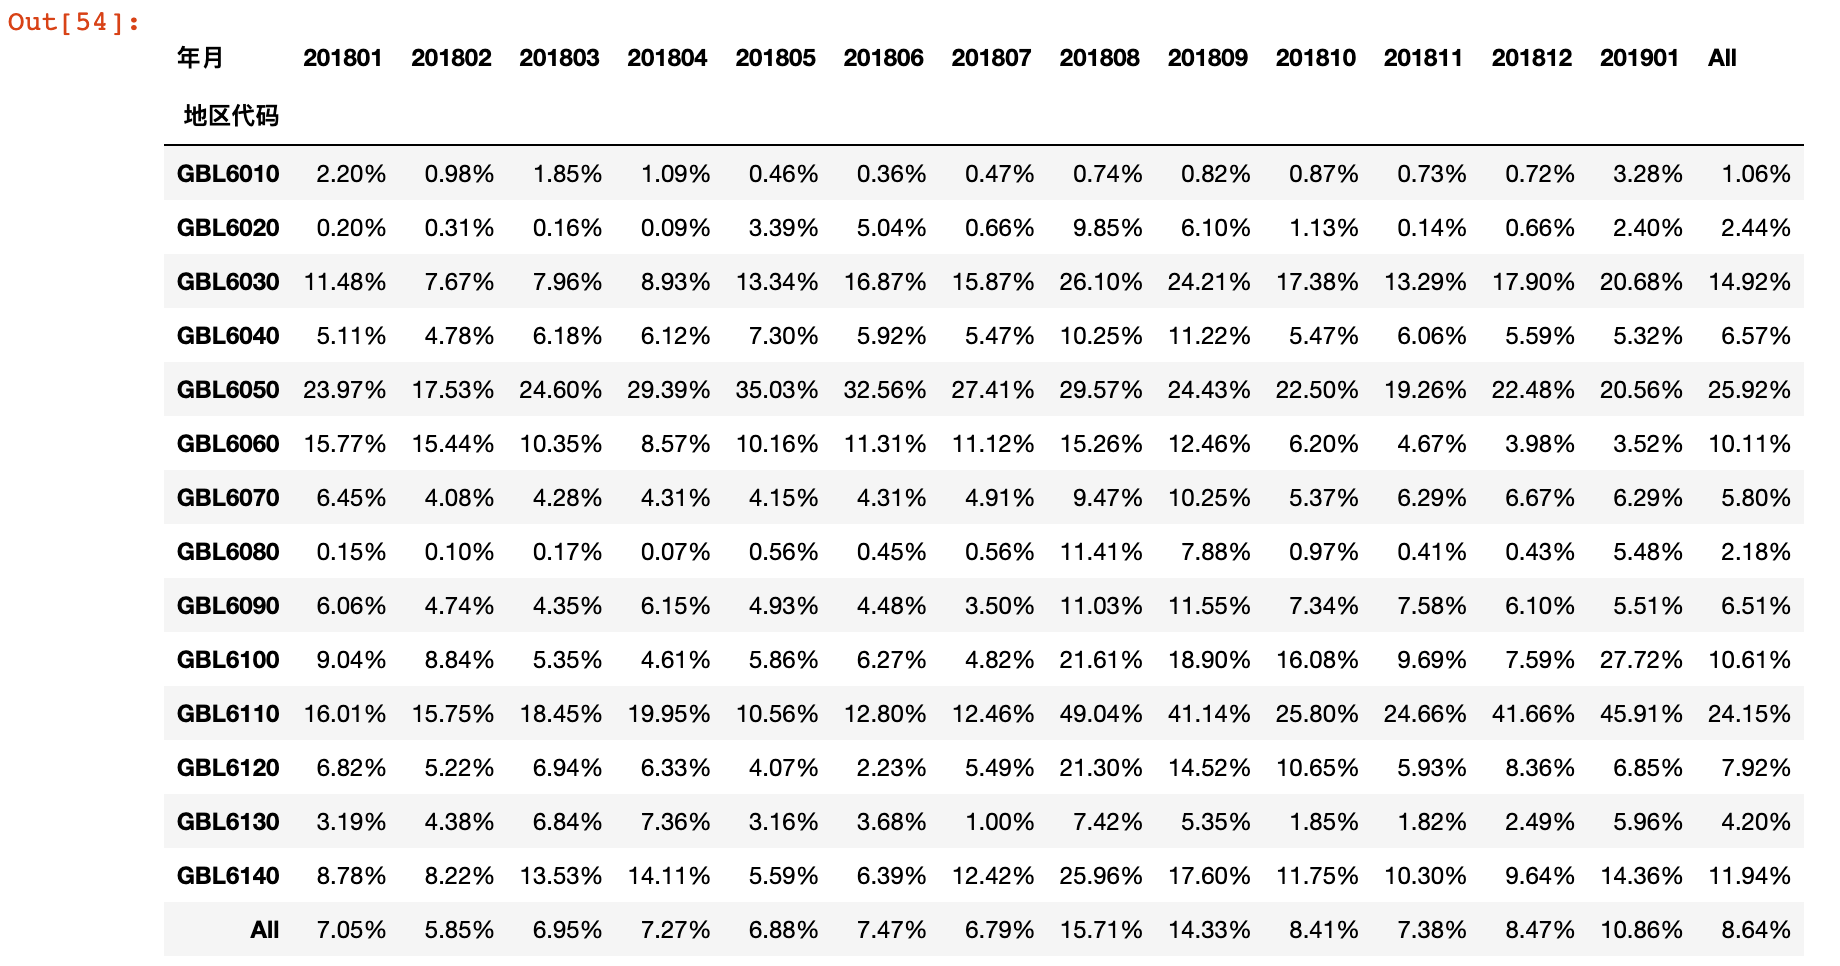 Out[54]:
年月 201801 201802 201803 201804 201805 201806 201807 201808 201809 201810 201811 201812 201901 All
地区代码
GBL6010 2.20% 0.98% 1.85% 1.09% 0.46% 0.36% 0.47% 0.74% 0.82% 0.87% 0.73% 0.72% 3.28% 1.06%
GBL6020 0.20% 0.31% 0.16% 0.09% 3.39% 5.04% 0.66% 9.85% 6.10% 1.13% 0.14% 0.66% 2.40% 2.44%
GBL6030 11.48% 7.67% 7.96% 8.93% 13.34% 16.87% 15.87% 26.10% 24.21% 17.38% 13.29% 17.90% 20.68% 14.92%
GBL6040 5.11% 4.78% 6.18% 6.12% 7.30% 5.92% 5.47% 10.25% 11.22% 5.47% 6.06% 5.59% 5.32% 6.57%
GBL6050 23.97% 17.53% 24.60% 29.39% 35.03% 32.56% 27.41% 29.57% 24.43% 22.50% 19.26% 22.48% 20.56% 25.92%
GBL6060 15.77% 15.44% 10.35% 8.57% 10.16% 11.31% 11.12% 15.26% 12.46% 6.20% 4.67% 3.98% 3.52% 10.11%
GBL6070 6.45% 4.08% 4.28% 4.31% 4.15% 4.31% 4.91% 9.47% 10.25% 5.37% 6.29% 6.67% 6.29% 5.80%
GBL6080 0.15% 0.10% 0.17% 0.07% 0.56% 0.45% 0.56% 11.41% 7.88% 0.97% 0.41% 0.43% 5.48% 2.18%
GBL6090 6.06% 4.74% 4.35% 6.15% 4.93% 4.48% 3.50% 11.03% 11.55% 7.34% 7.58% 6.10% 5.51% 6.51%
GBL6100 9.04% 8.84% 5.35% 4.61% 5.86% 6.27% 4.82% 21.61% 18.90% 16.08% 9.69% 7.59% 27.72% 10.61%
GBL6110 16.01% 15.75% 18.45% 19.95% 10.56% 12.80% 12.46% 49.04% 41.14% 25.80% 24.66% 41.66% 45.91% 24.15%
GBL6120 6.82% 5.22% 6.94% 6.33% 4.07% 2.23% 5.49% 21.30% 14.52% 10.65% 5.93% 8.36% 6.85% 7.92%
GBL6130 3.19% 4.38% 6.84% 7.36% 3.16% 3.68% 1.00% 7.42% 5.35% 1.85% 1.82% 2.49% 5.96% 4.20%
GBL6140 8.78% 8.22% 13.53% 14.11% 5.59% 6.39% 12.42% 25.96% 17.60% 11.75% 10.30% 9.64% 14.36% 11.94%
All 7.05% 5.85% 6.95% 7.27% 6.88% 7.47% 6.79% 15.71% 14.33% 8.41% 7.38% 8.47% 10.86% 8.64%